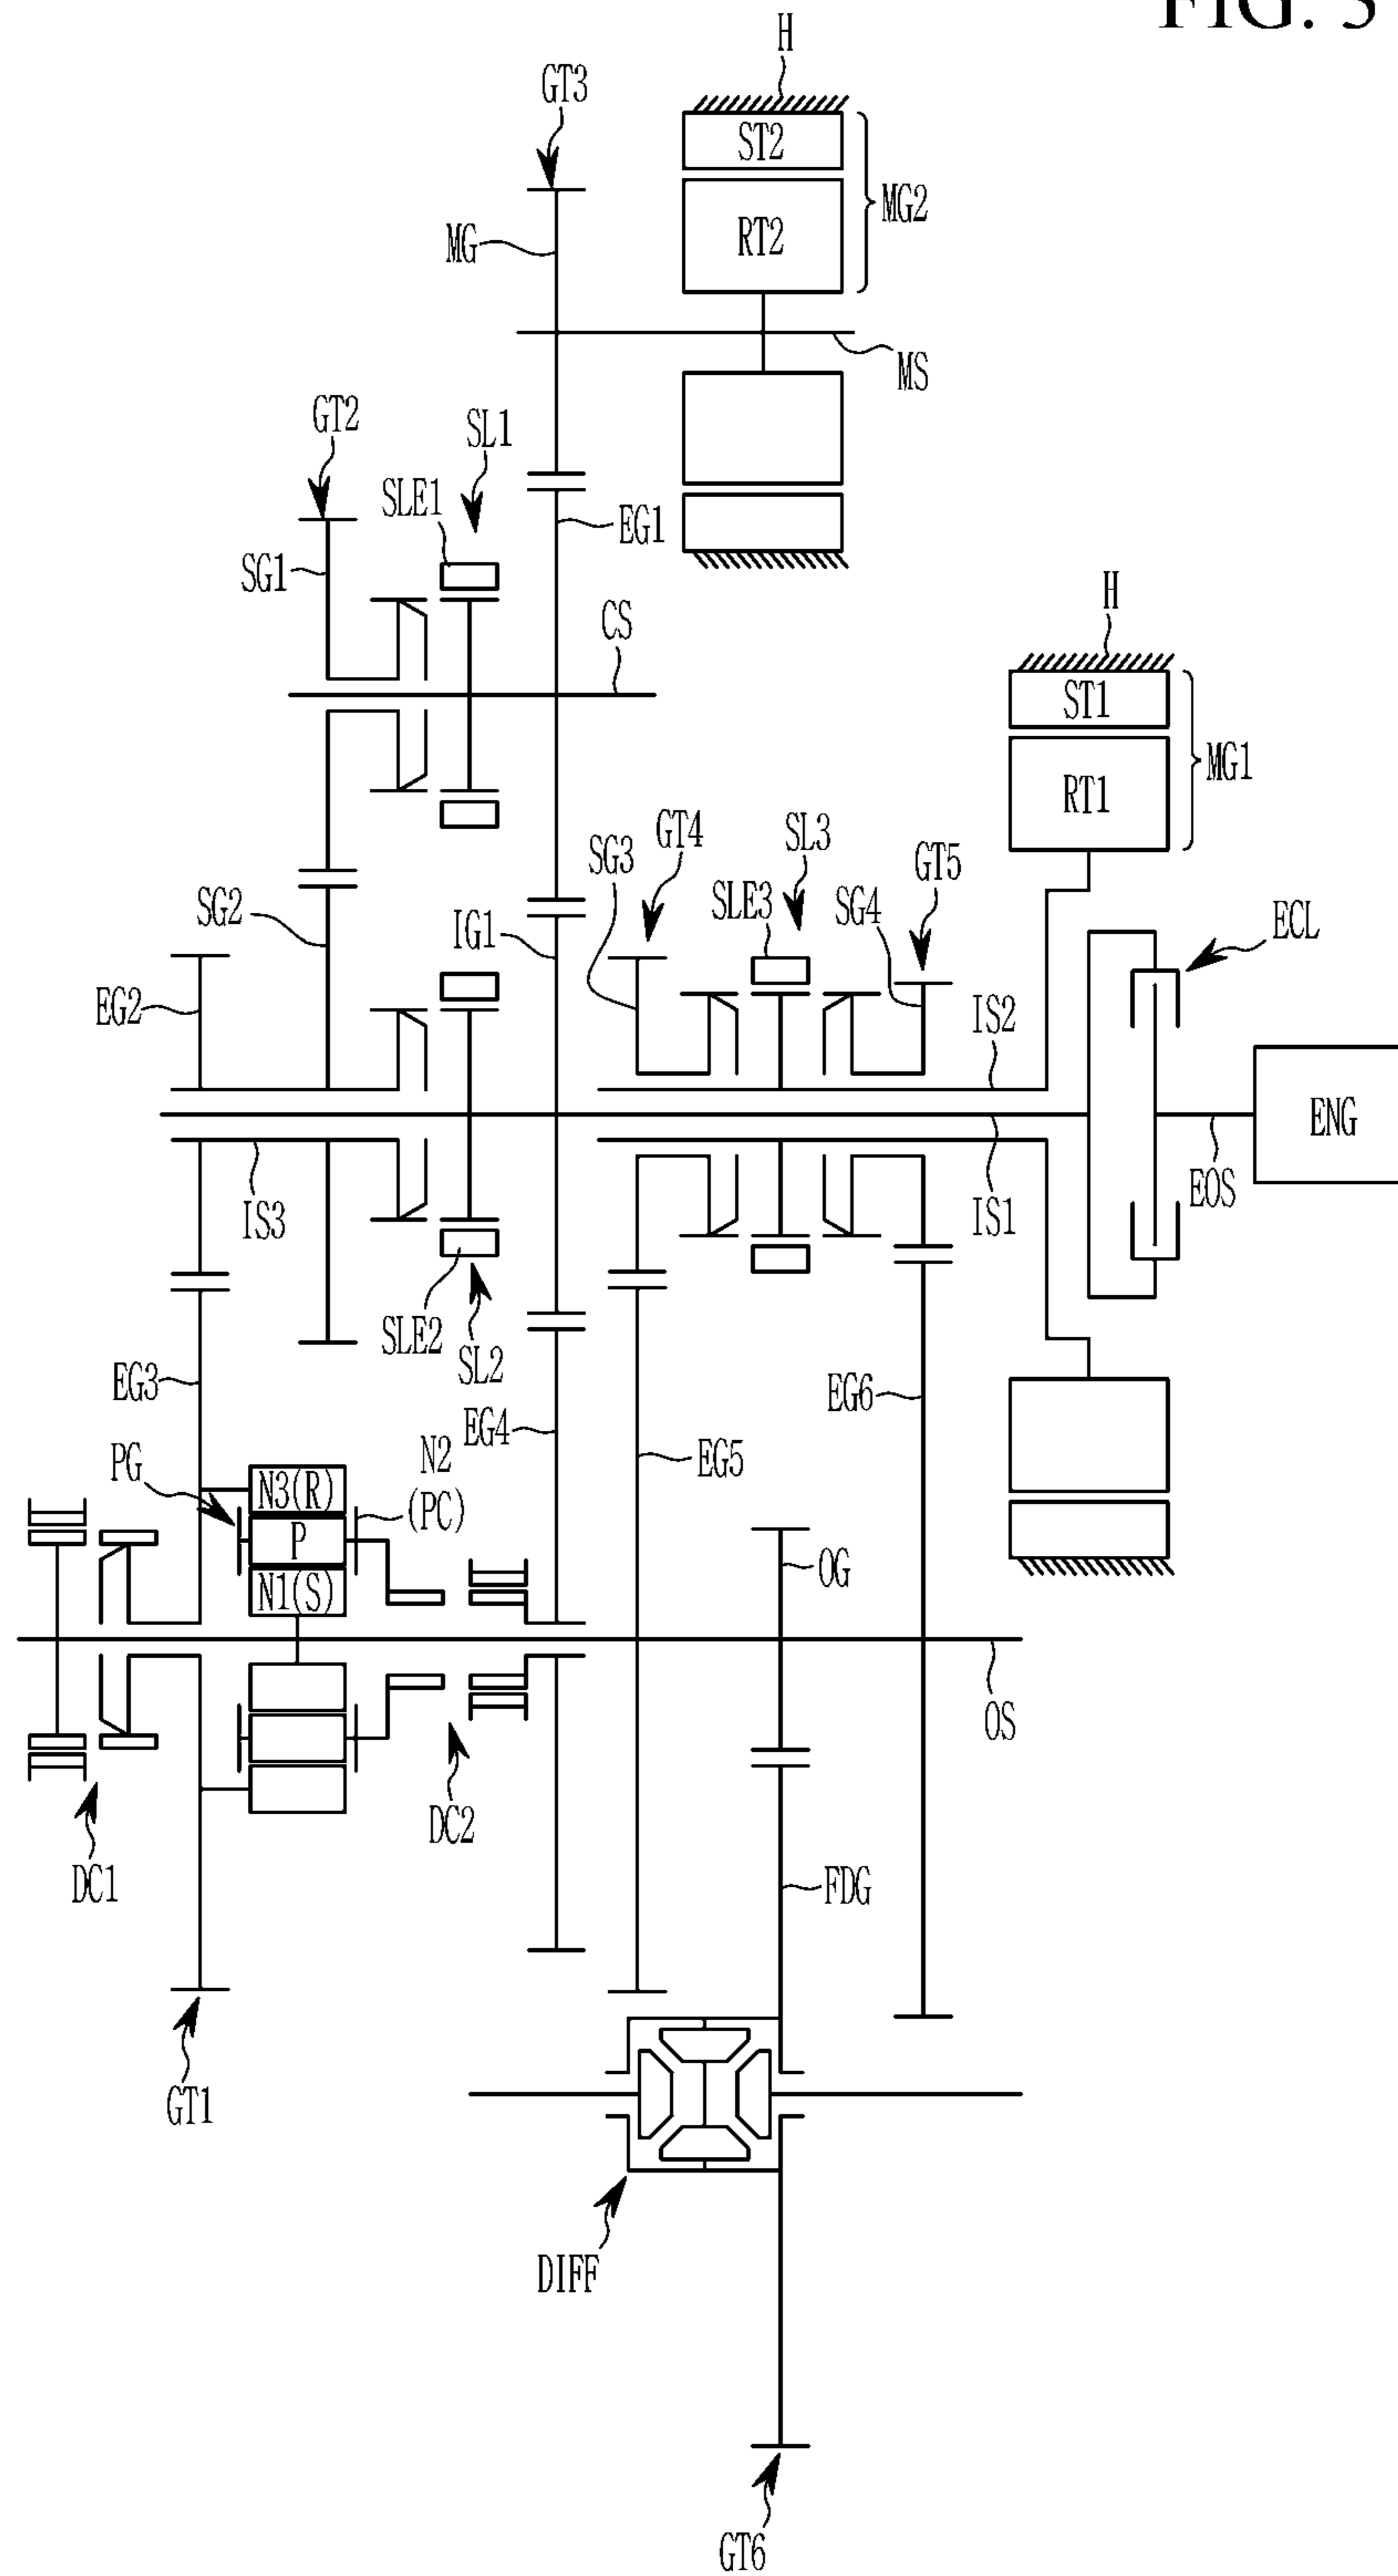 FIG. 5
H
GT3
ST2
MG2
RT2
MG
MS
GT2
SL1
SLE1
EG1
SG1
H
CS
ST1
MG1
RT1
GT4
SL3
SG3
GT5
SLE3
SG4
SG2
IG1
ECL
EG2
IS2
ENG
EOS
IS3
IS1
SLE2
SL2
EG3
EG6
EG4
N2
(PC)
EG5
PG
N3(R)
P
N1(S)
OG
OS
DC2
DC1
FDG
GT1
DIFF
GT6